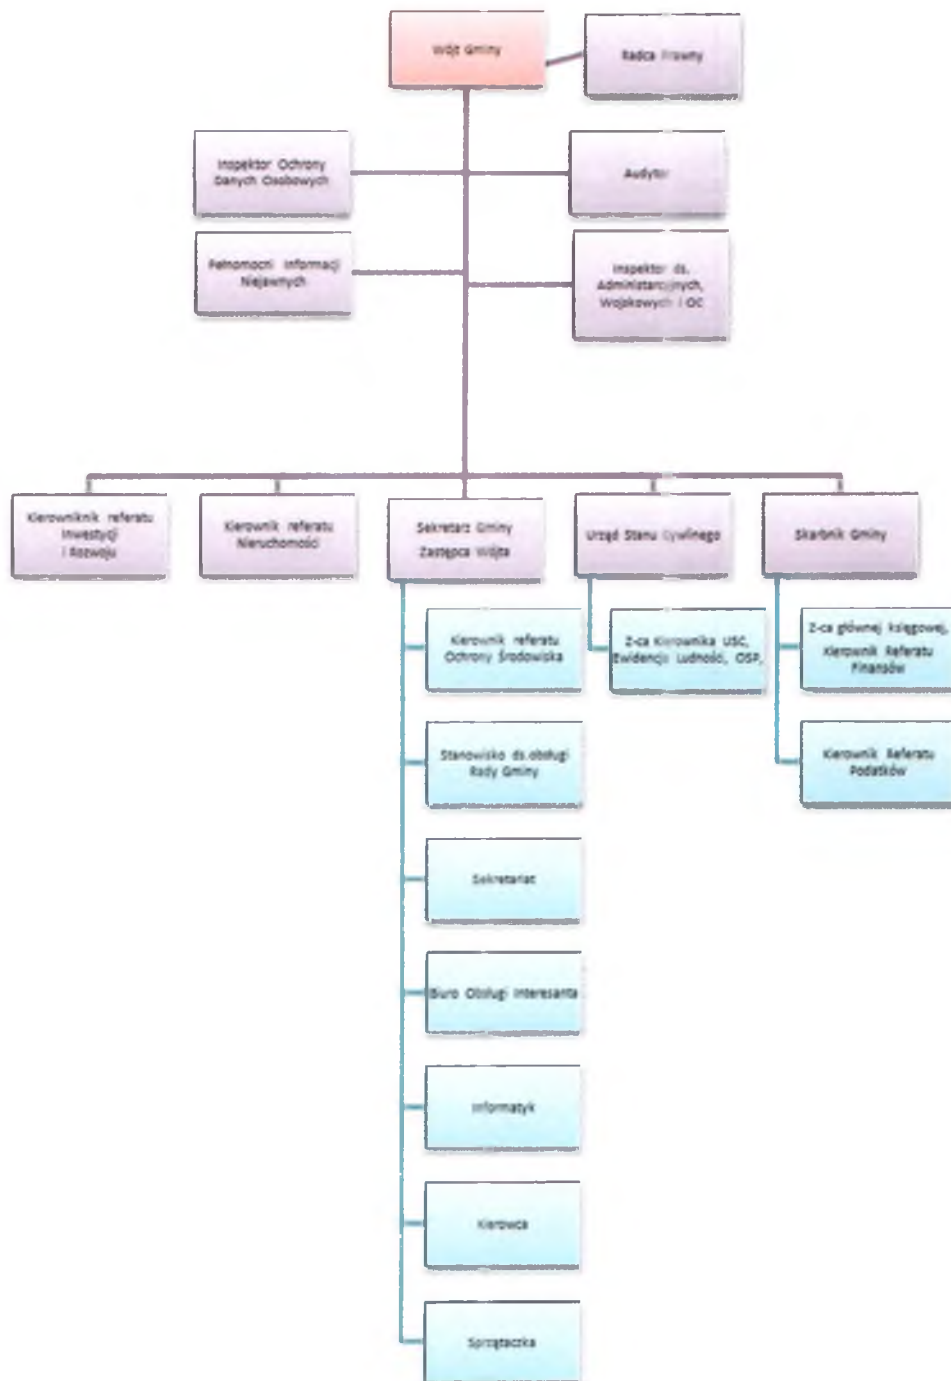 Wójt Gminy
Radca Prawny
Inspektor Ochrony
Danych Osobowych
Audytor
Pełnomocni Informacji
Niejawnych
Inspektor ds.
Administarcyjnych,
Wojskowych i OC
Kierowniknik referatu
Inwestycji
i Rozwoju
Kierownik referatu
Nieruchomości
Sekretarz Gminy
Zastępca Wójta
Urząd Stanu Cywilnego
Skarbnik Gminy
Kierownik referatu
Ochrony Środowiska
Z-ca Kierownika USC,
Ewidencja Ludności, OSP,
Z-ca głównej księgowej,
Kierownik Referatu
Finansów
Stanowisko ds.obsługi
Rady Gminy
Kierownik Referatu
Podatków
Sekretariat
Biuro Obsługi Interesanta
Informatyk
Kierowca
Sprzątaczka